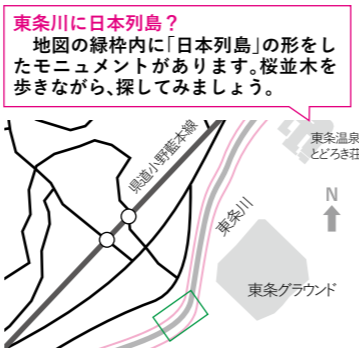 東条川に日本列島？
地図の緑枠内に「日本列島」の形をし
たモニュメントがあります。桜並木を
歩きながら、探してみましょう。
県道小野藍本線
東条温泉
とどろき荘
東条川
N
東条グラウンド